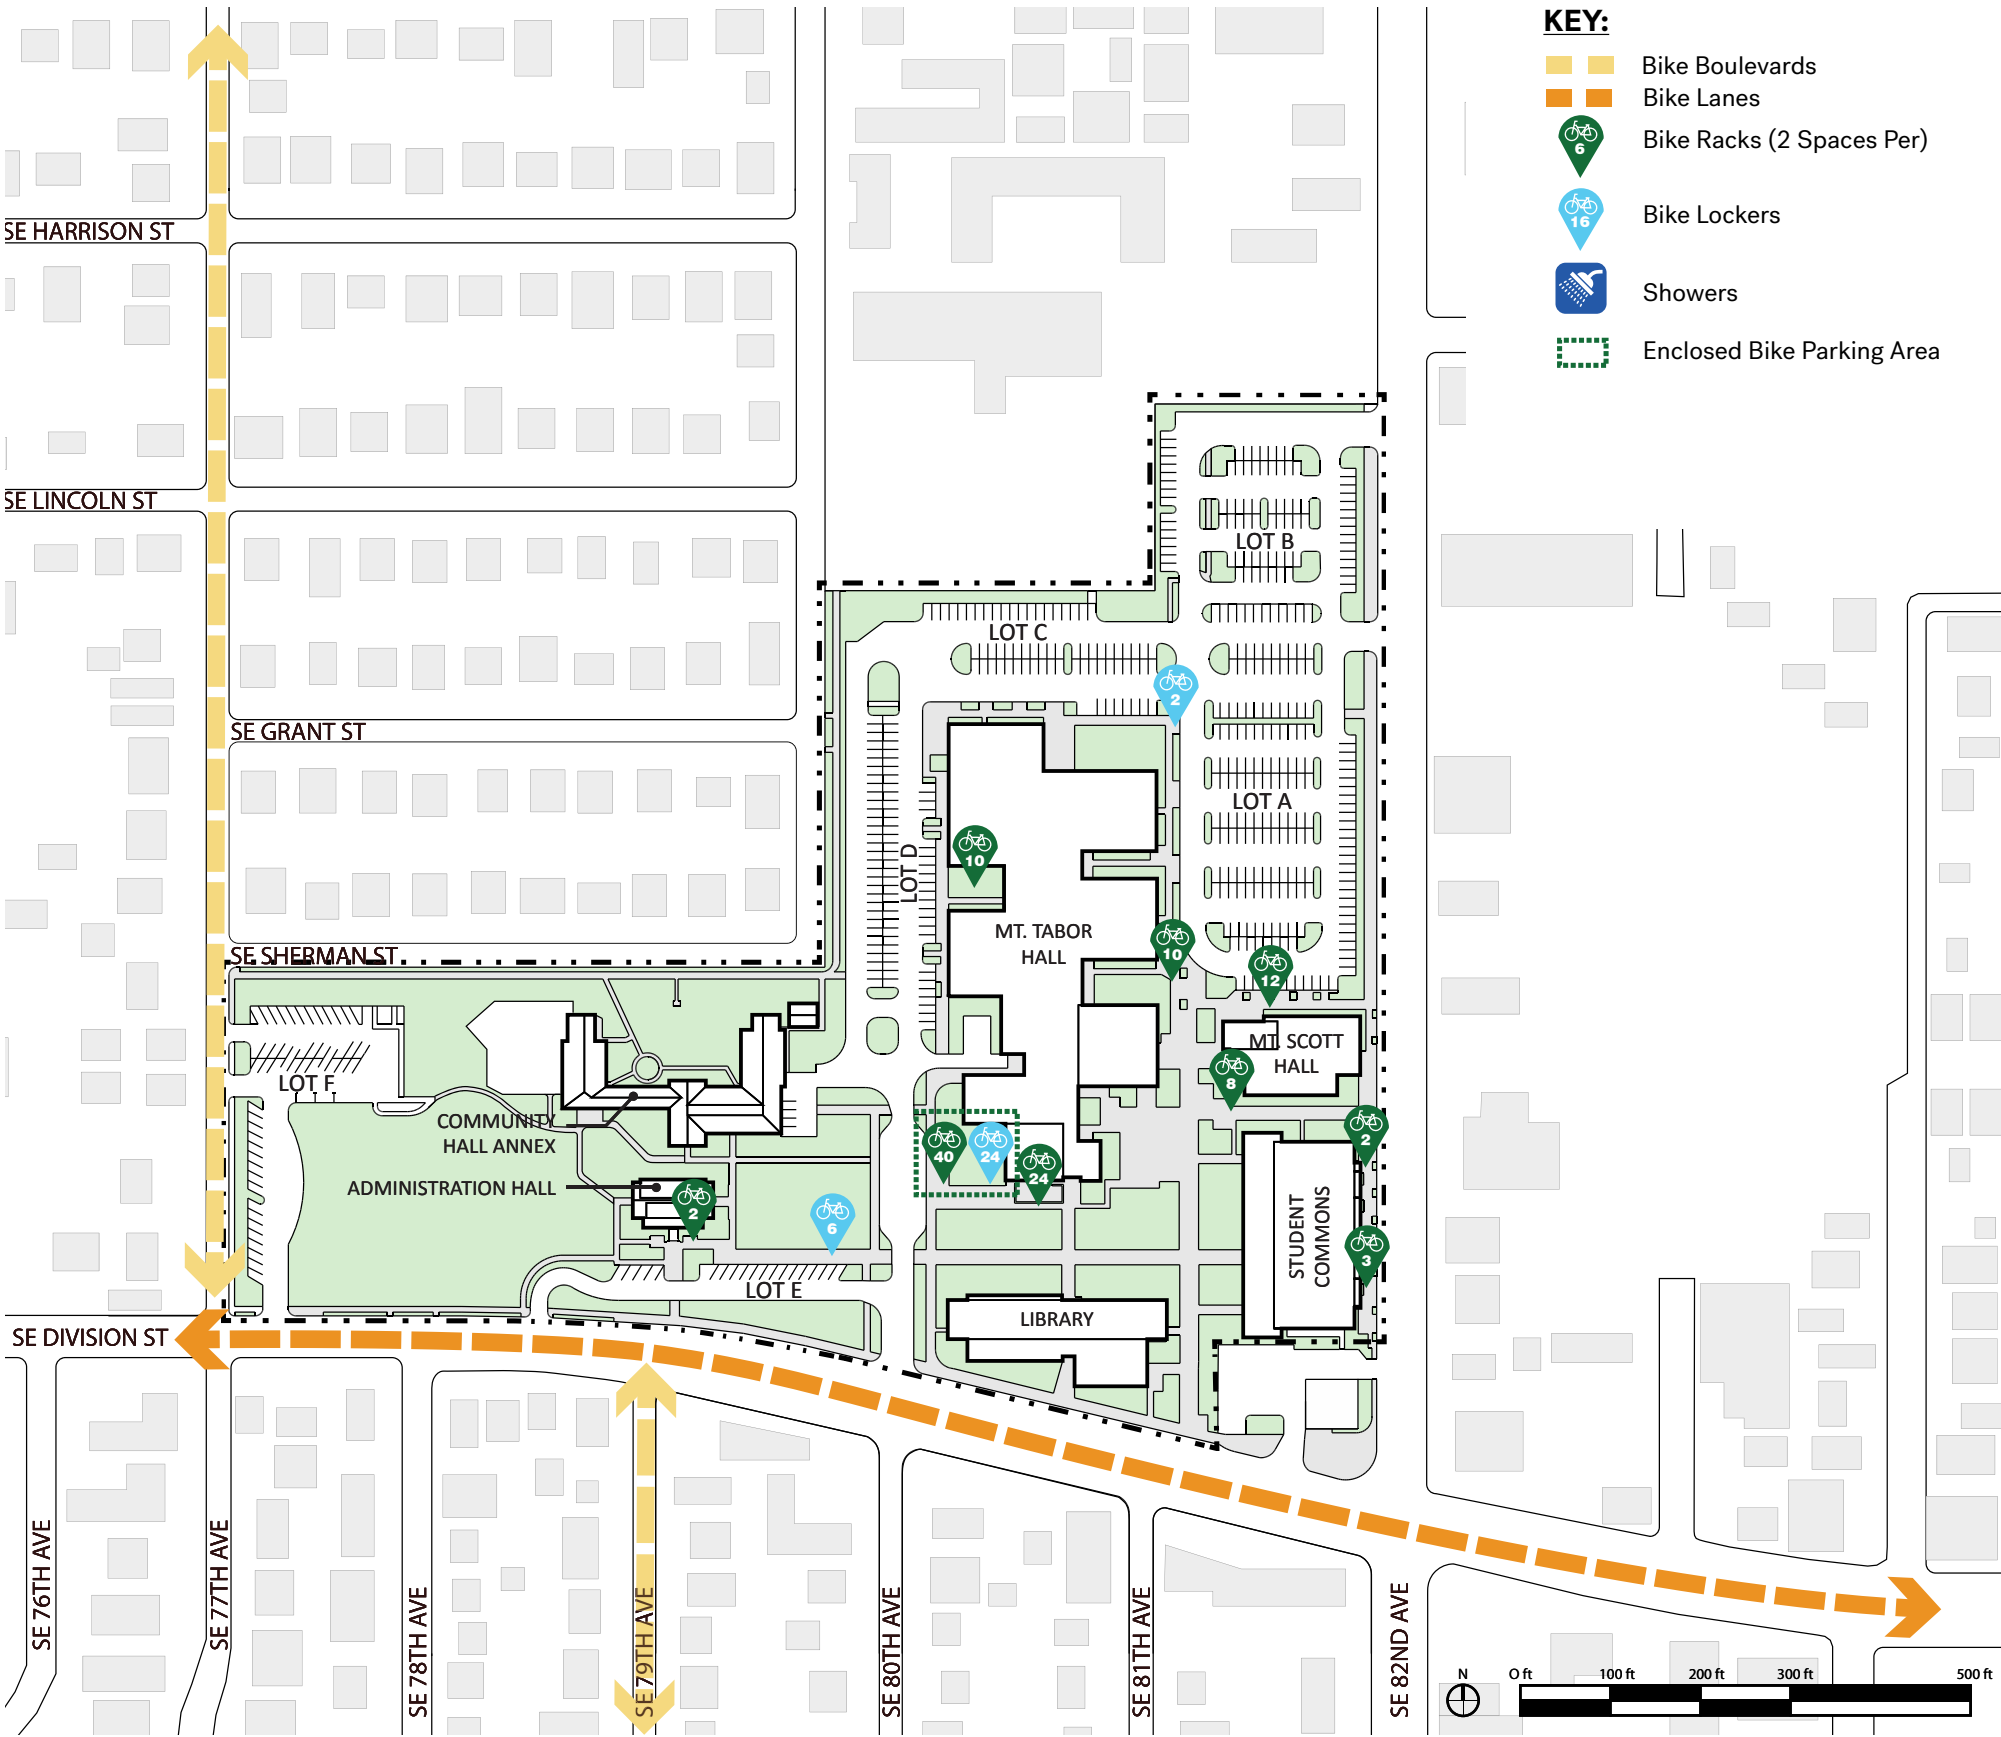 KEY:
Bike Boulevards
Bike Lanes
6
Bike Racks (2 Spaces Per)
16
Bike Lockers
Showers
Enclosed Bike Parking Area
SE HARRISON ST
SE LINCOLN ST
LOT B
LOT C
2
SE GRANT ST
LOT A
10
LOT D
MT. TABOR
HALL
10
12
SE SHERMAN ST
MT. SCOTT
HALL
8
LOT F
COMMUNITY
HALL ANNEX
2
40
24
24
ADMINISTRATION HALL
2
6
STUDENT
COMMONS
3
LOT E
LIBRARY
SE DIVISION ST
SE 76TH AVE
SE 77TH AVE
SE 78TH AVE
SE 79TH AVE
SE 80TH AVE
SE 81TH AVE
SE 82ND AVE
N
O ft
100 ft
200 ft
300 ft
500 ft